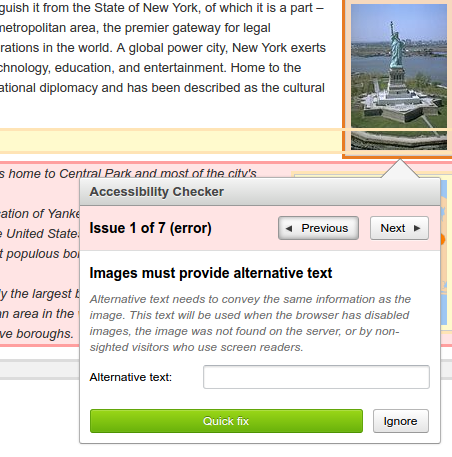 guish it from the State of New York, of which it is a part –
metropolitan area, the premier gateway for legal
rations in the world. A global power city, New York exerts
chnology, education, and entertainment. Home to the
ational diplomacy and has been described as the cultural
s home to Central Park and most of the city's
Accessibility Checker
cation of Yanke
Issue 1 of 7 (error)
Previous
Next
e United States
t populous bo
Images must provide alternative text
Alternative text needs to convey the same information as the
image. This text will be used when the browser has disabled
images, the image was not found on the server, or by non-
sighted visitors who use screen readers.
ly the largest b
an area in the
ve boroughs.
Alternative text:
Quick fix
Ignore